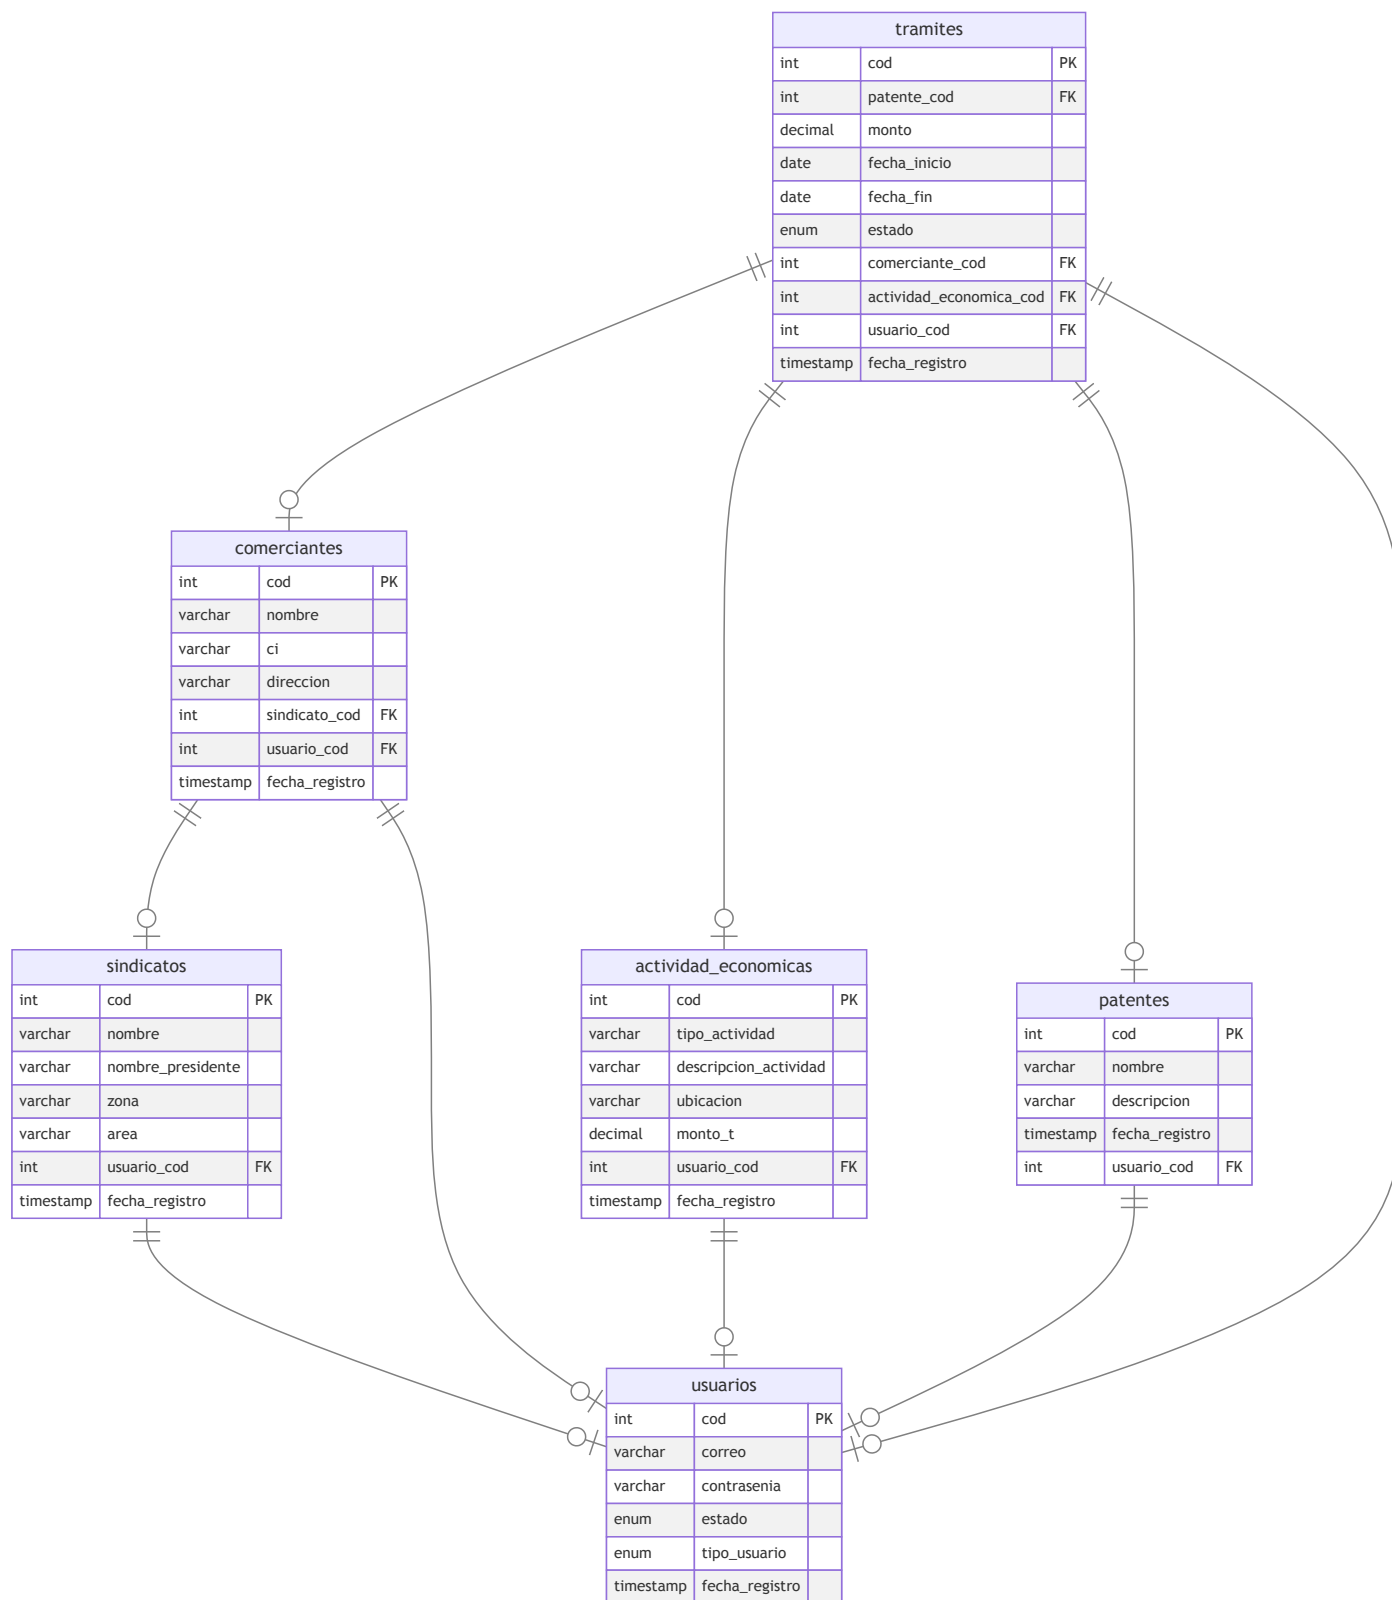 tramites
int cod PK
int patente_cod FK
decimal monto
date fecha_inicio
date fecha_fin
enum estado
int comerciante_cod FK
int actividad_economica_cod FK
int usuario_cod FK
timestamp fecha_registro
comerciantes
int cod PK
varchar nombre
varchar ci
varchar direccion
int sindicato_cod FK
int usuario_cod FK
timestamp fecha_registro
sindicatos
int cod PK
varchar nombre
varchar nombre_presidente
varchar zona
varchar area
int usuario_cod FK
timestamp fecha_registro
actividad_economicas
int cod PK
varchar tipo_actividad
varchar descripcion_actividad
varchar ubicacion
decimal monto_t
int usuario_cod FK
timestamp fecha_registro
patentes
int cod PK
varchar nombre
varchar descripcion
timestamp fecha_registro
int usuario_cod FK
usuarios
int cod PK
varchar correo
varchar contrasenia
enum estado
enum tipo_usuario
timestamp fecha_registro